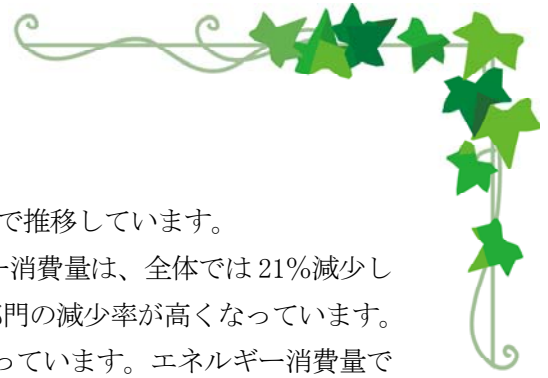 で推移しています。
ー消費量は、全体では 21%減少し
部門の減少率が高くなっています。
っています。エネルギー消費量で